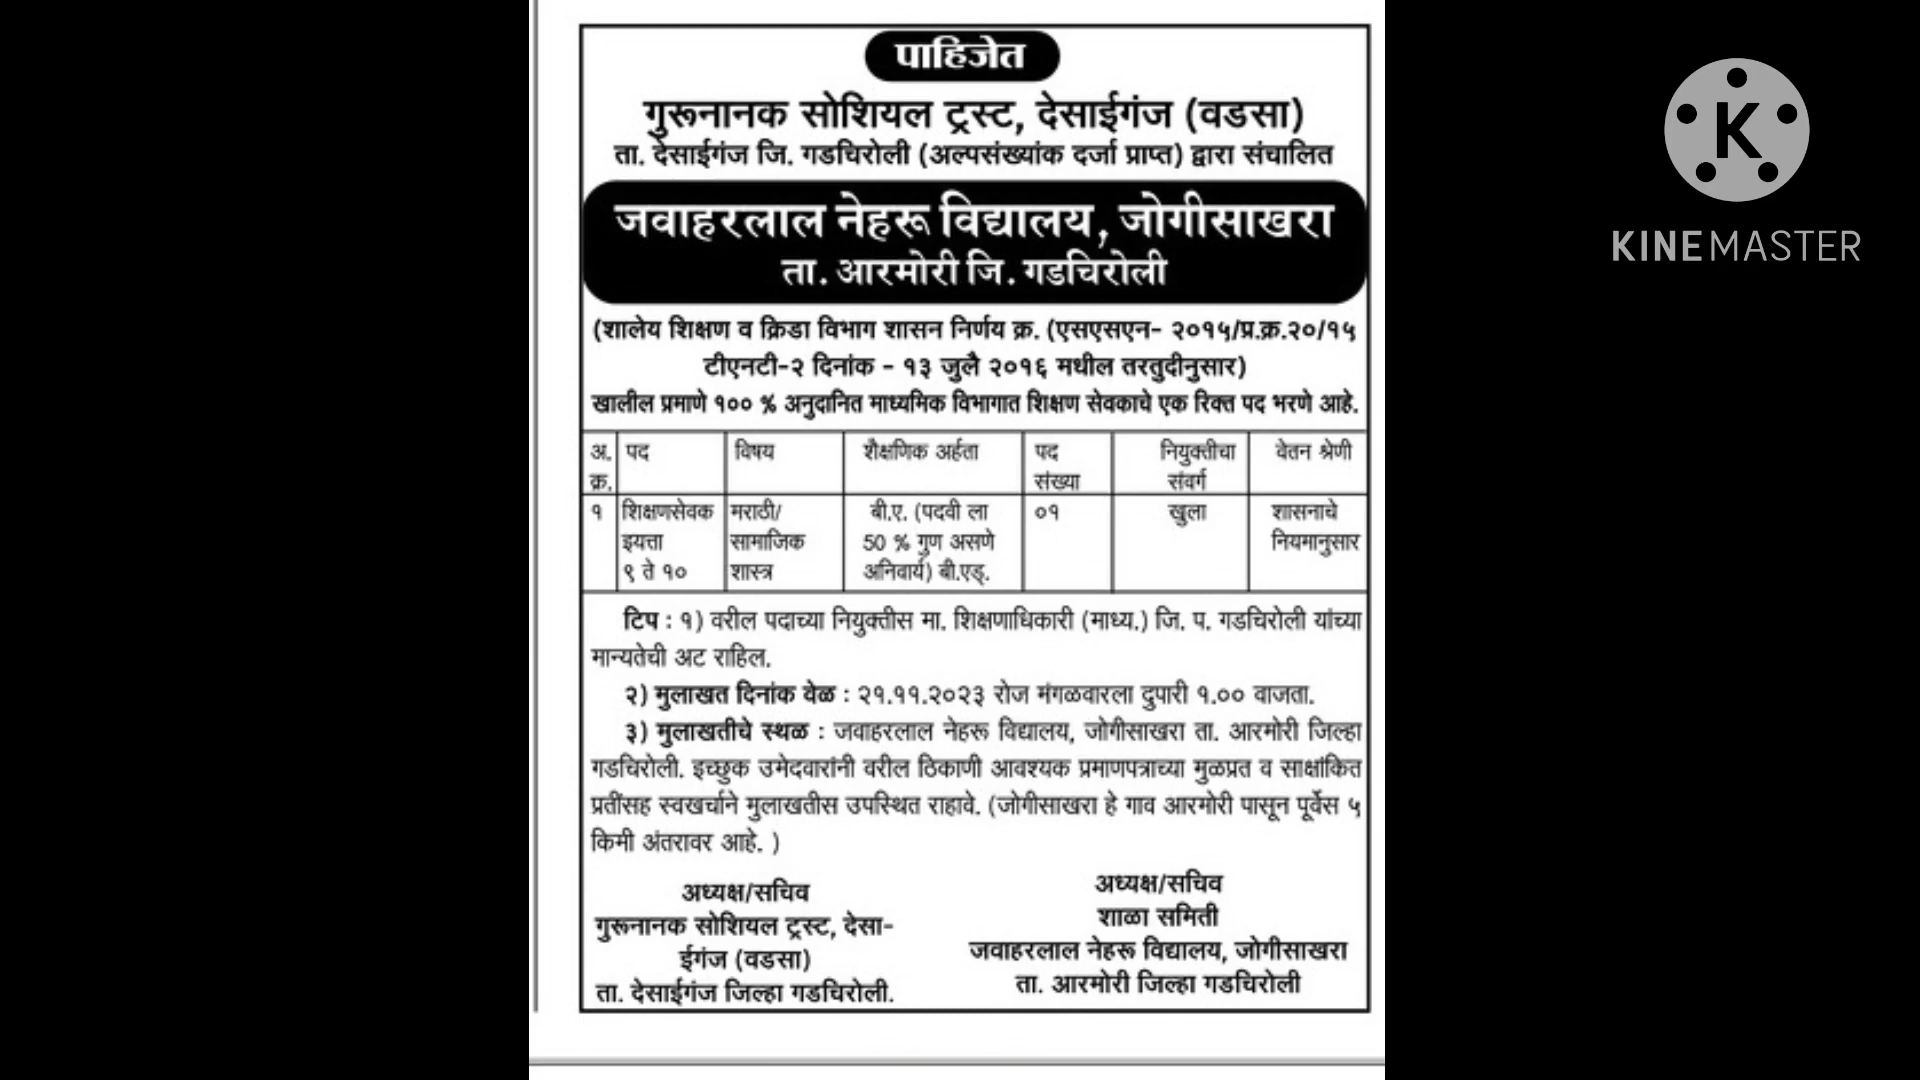 पाहिजेत
गुरूनानक सोशियल ट्रस्ट, देसाईगंज (वडसा)
ता. देसाईगंज जि. गडचिरोली (अल्पसंख्यांक दर्जा प्राप्त) द्वारा संचालित
जवाहरलाल नेहरू विद्यालय, जोगीसाखरा
ता. आरमोरी जि. गडचिरोली
(शालेय शिक्षण व क्रिडा विभाग शासन निर्णय क्र. (एसएसएन- २०१५/प्र.क्र.२०/१५
टीएनटी-२ दिनांक - १३ जुलै २०१६ मधील तरतुदीनुसार)
खालील प्रमाणे १०० % अनुदानित माध्यमिक विभागात शिक्षण सेवकाचे एक रिक्त पद भरणे आहे.
अ. पद विषय शैक्षणिक अर्हता पद नियुक्तीचा वेतन श्रेणी
क्र. संख्या संवर्ग
१ शिक्षणसेवक मराठी/ बी.ए. (पदवी ला ०१ खुला शासनाचे
इयत्ता सामाजिक 50 % गुण असणे नियमानुसार
९ ते १० शास्त्र अनिवार्य) बी.एड्.
टिप : १) वरील पदाच्या नियुक्तीस मा. शिक्षणाधिकारी (माध्य.) जि. प. गडचिरोली यांच्या
मान्यतेची अट राहिल.
२) मुलाखत दिनांक वेळ : २१.११.२०२३ रोज मंगळवारला दुपारी १.०० वाजता.
३) मुलाखतीचे स्थळ : जवाहरलाल नेहरू विद्यालय, जोगीसाखरा ता. आरमोरी जिल्हा
गडचिरोली. इच्छुक उमेदवारांनी वरील ठिकाणी आवश्यक प्रमाणपत्राच्या मुळप्रत व साक्षांकित
प्रतींसह स्वखर्चाने मुलाखतीस उपस्थित राहावे. (जोगीसाखरा हे गाव आरमोरी पासून पूर्वेस ५
किमी अंतरावर आहे. )
अध्यक्ष/सचिव
गुरूनानक सोशियल ट्रस्ट, देसा-
ईगंज (वडसा)
ता. देसाईगंज जिल्हा गडचिरोली.
अध्यक्ष/सचिव
शाळा समिती
जवाहरलाल नेहरू विद्यालय, जोगीसाखरा
ता. आरमोरी जिल्हा गडचिरोली
K
KINEMASTER